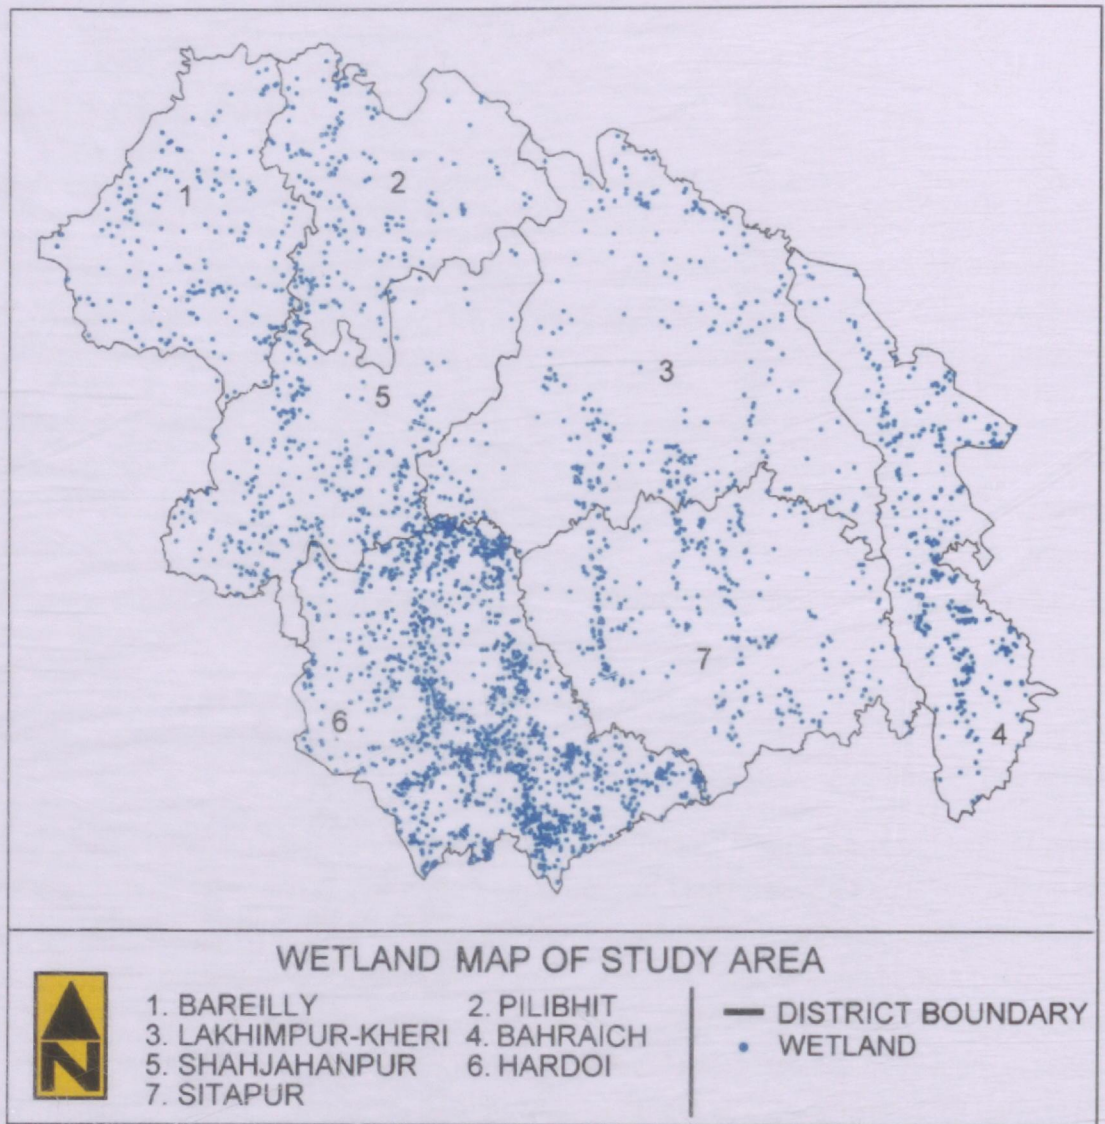 1
2
3
5
7
6
4
WETLAND MAP OF STUDY AREA
1. BAREILLY 2. PILIBHIT
3. LAKHIMPUR-KHERI 4. BAHRAICH
5. SHAHJAHANPUR 6. HARDOI
7. SITAPUR
DISTRICT BOUNDARY
WETLAND
N